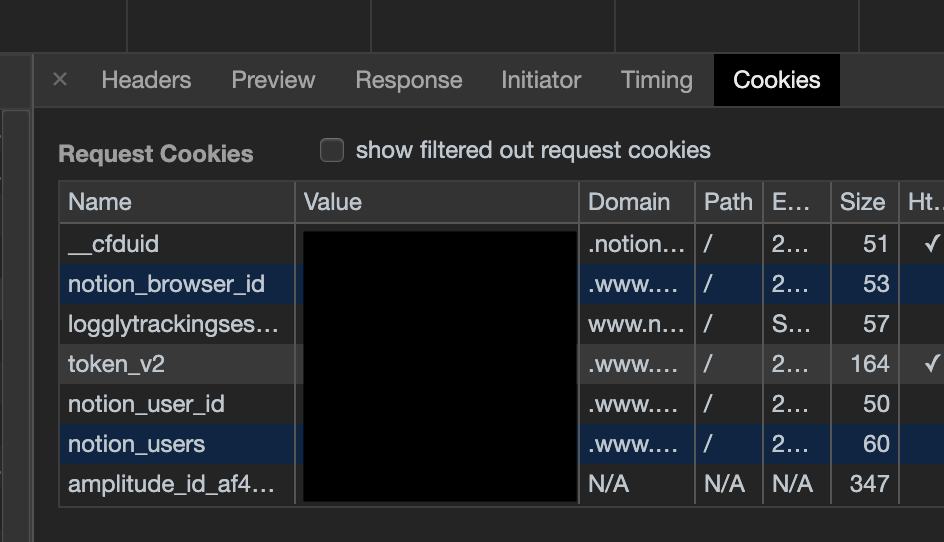 × Headers Preview Response Initiator Timing Cookies
Request Cookies show filtered out request cookies
Name Value Domain Path E... Size Ht...
__cfduid .notion... / 2... 51 ✓
notion_browser_id .www.... / 2... 53
logglytrackingses... www.n... / S... 57
token_v2 .www.... / 2... 164 ✓
notion_user_id .www.... / 2... 50
notion_users .www.... / 2... 60
amplitude_id_af4... N/A N/A N/A 347